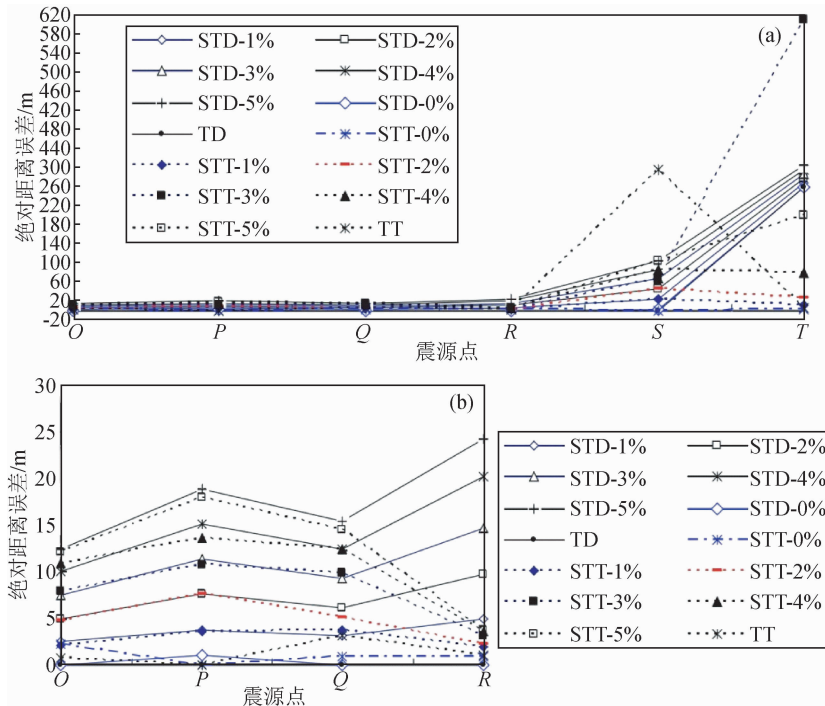 绝对距离误差/m
620
580
540
500
460
420
380
340
300
260
220
180
140
100
60
20
-20
(a)
STD-1% STD-2%
STD-3% STD-4%
STD-5% STD-0%
TD STT-0%
STT-1% STT-2%
STT-3% STT-4%
STT-5% TT
O P Q R S T
震源点
绝对距离误差/m
30
25
20
15
10
5
0
(b)
O P Q R
震源点
STD-1% STD-2%
STD-3% STD-4%
STD-5% STD-0%
TD STT-0%
STT-1% STT-2%
STT-3% STT-4%
STT-5% TT